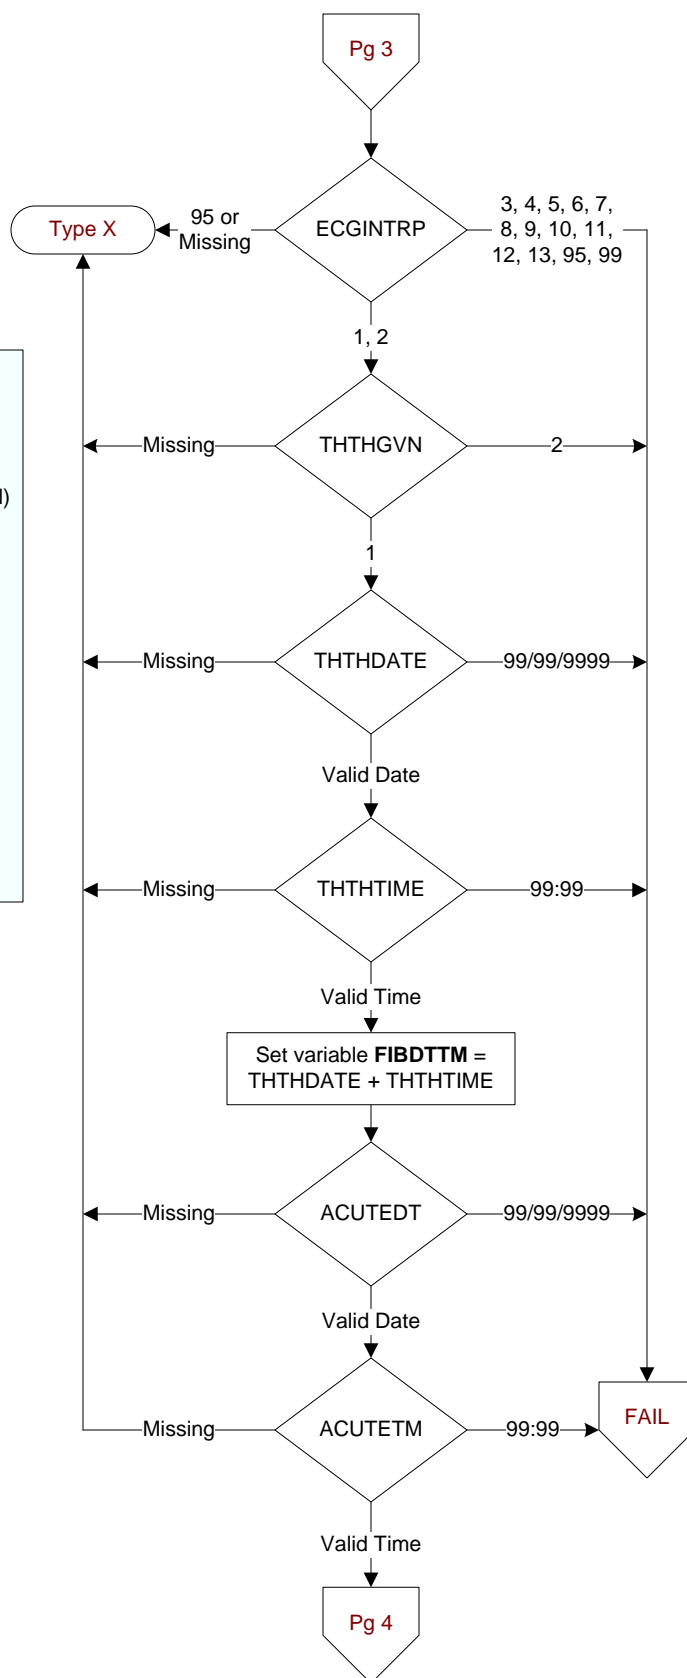 Pg 3
Type X
95 or
Missing
ECGINTRP
3, 4, 5, 6, 7,
8, 9, 10, 11,
12, 13, 95, 99
1, 2
Missing
THTHGVN
2
1
Missing
THTHDATE
99/99/9999
Valid Date
Missing
THTHTIME
99:99
Valid Time
Set variable FIBDTTM =
THTHDATE + THTHTIME
Missing
ACUTEDT
99/99/9999
Valid Date
Missing
ACUTETM
99:99
FAIL
Valid Time
Pg 4